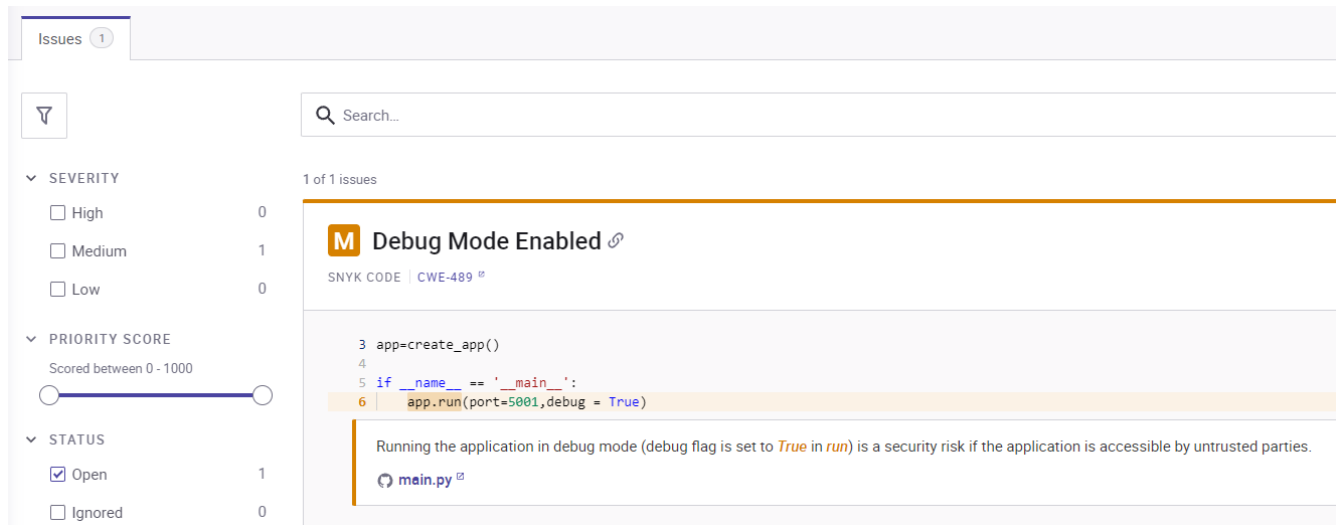 Issues 1
Search...
SEVERITY
High 0
Medium 1
Low 0
PRIORITY SCORE
Scored between 0 - 1000
STATUS
Open 1
Ignored 0
1 of 1 issues
M Debug Mode Enabled
SNYK CODE CWE-489
3 app=create_app()
4
5 if __name__ == '__main__':
6 app.run(port=5001,debug = True)
Running the application in debug mode (debug flag is set to True in run) is a security risk if the application is accessible by untrusted parties.
main.py